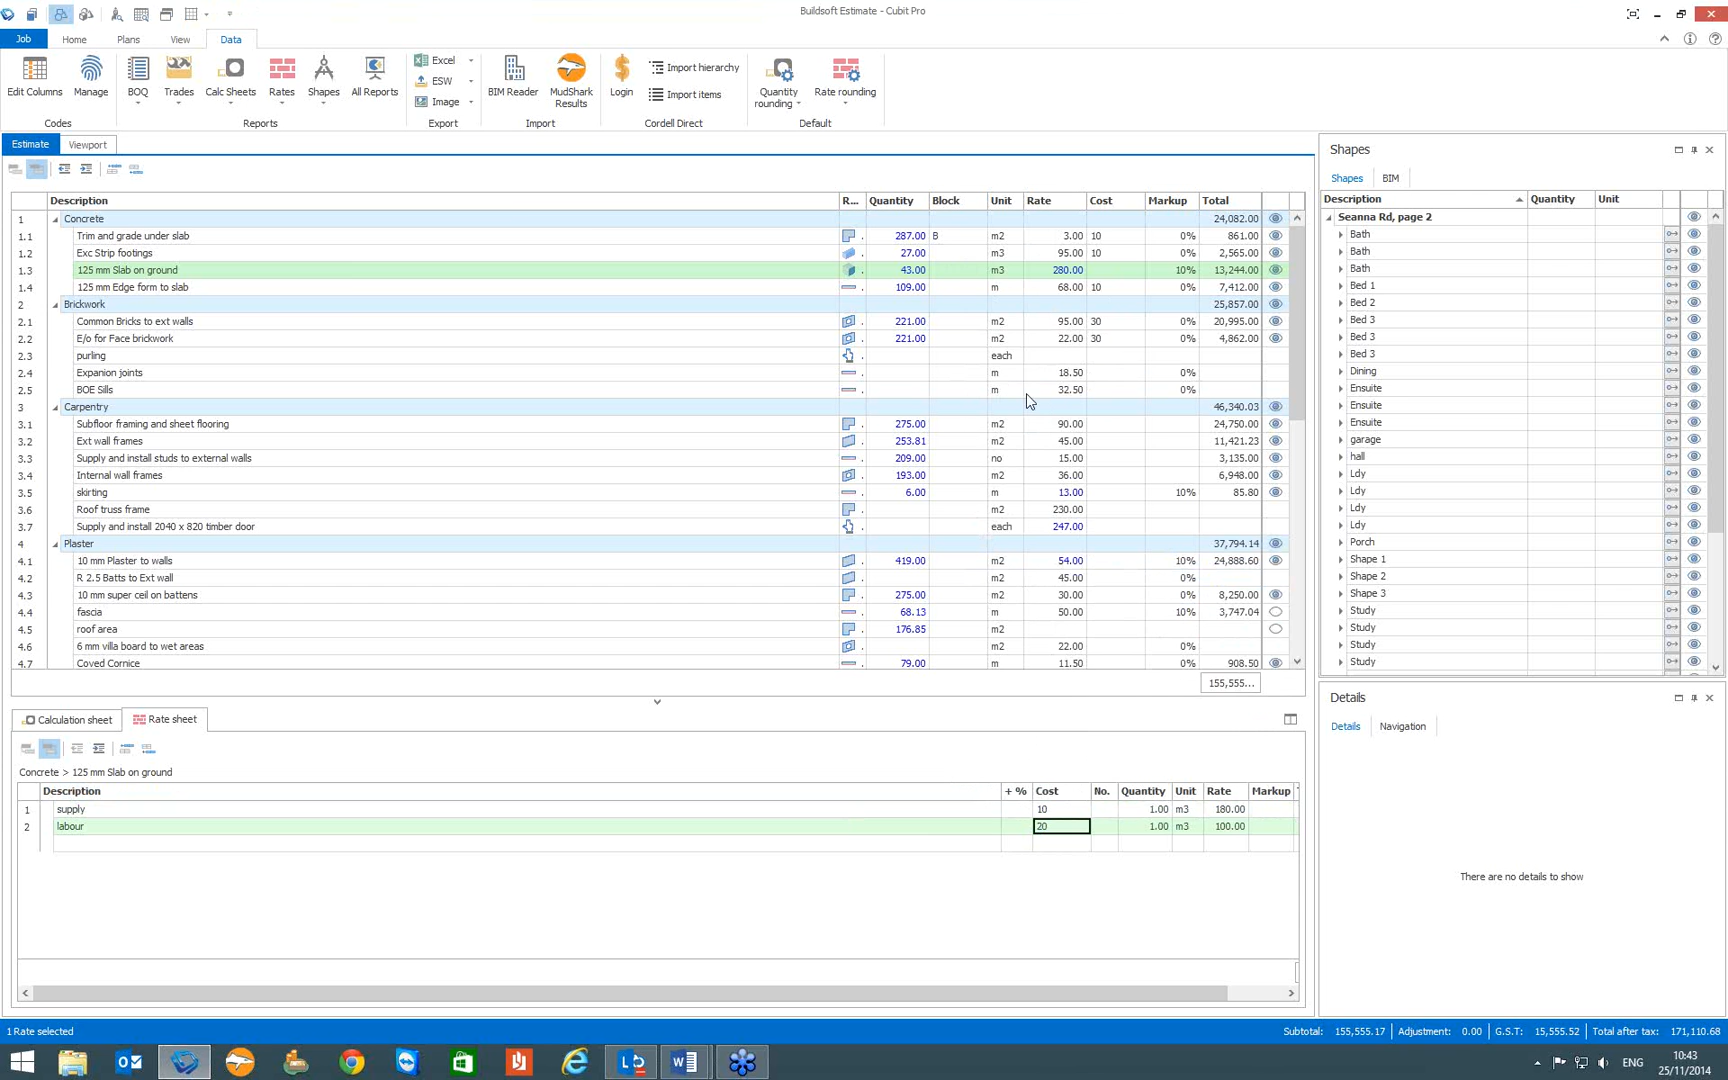 Buildsoft Estimate - Cubit Pro
Job Home Plans View Data
Edit Columns Manage BOQ Trades Calc Sheets Rates Shapes All Reports Excel ESW Image BIM Reader MudShark Results Login Import hierarchy Import items Quantity rounding Rate rounding
Codes Reports Export Import Cordell Direct Default
Estimate Viewport
Description R... Quantity Block Unit Rate Cost Markup Total
1 Concrete 24,082.00
1.1 Trim and grade under slab 287.00 B m2 3.00 10 0% 861.00
1.2 Exc Strip footings 27.00 m3 95.00 10 0% 2,565.00
1.3 125 mm Slab on ground 43.00 m3 280.00 10% 13,244.00
1.4 125 mm Edge form to slab 109.00 m 68.00 10 0% 7,412.00
2 Brickwork 25,857.00
2.1 Common Bricks to ext walls 221.00 m2 95.00 30 0% 20,995.00
2.2 E/o for Face brickwork 221.00 m2 22.00 30 0% 4,862.00
2.3 purling each
2.4 Expanion joints m 18.50 0%
2.5 BOE Sills m 32.50 0%
3 Carpentry 46,340.03
3.1 Subfloor framing and sheet flooring 275.00 m2 90.00 24,750.00
3.2 Ext wall frames 253.81 m2 45.00 11,421.23
3.3 Supply and install studs to external walls 209.00 no 15.00 3,135.00
3.4 Internal wall frames 193.00 m2 36.00 6,948.00
3.5 skirting 6.00 m 13.00 10% 85.80
3.6 Roof truss frame m2 230.00
3.7 Supply and install 2040 x 820 timber door each 247.00
4 Plaster 37,794.14
4.1 10 mm Plaster to walls 419.00 m2 54.00 10% 24,888.60
4.2 R 2.5 Batts to Ext wall m2 45.00 0%
4.3 10 mm super ceil on battens 275.00 m2 30.00 0% 8,250.00
4.4 fascia 68.13 m 50.00 10% 3,747.04
4.5 roof area 176.85 m2
4.6 6 mm villa board to wet areas m2 22.00 0%
4.7 Coved Cornice 79.00 m 11.50 0% 908.50
155,555...
Calculation sheet Rate sheet
Concrete > 125 mm Slab on ground
Description + % Cost No. Quantity Unit Rate Markup
1 supply 10 1.00 m3 180.00
2 labour 20 1.00 m3 100.00
Shapes
Shapes BIM
Description Quantity Unit
Seanna Rd, page 2
Bath
Bath
Bath
Bed 1
Bed 2
Bed 3
Bed 3
Bed 3
Dining
Ensuite
Ensuite
Ensuite
garage
hall
Ldy
Ldy
Ldy
Ldy
Porch
Shape 1
Shape 2
Shape 3
Study
Study
Study
Study
Details
Details Navigation
There are no details to show
1 Rate selected Subtotal: 155,555.17 Adjustment: 0.00 G.S.T: 15,555.52 Total after tax: 171,110.68
ENG 10:43
25/11/2014